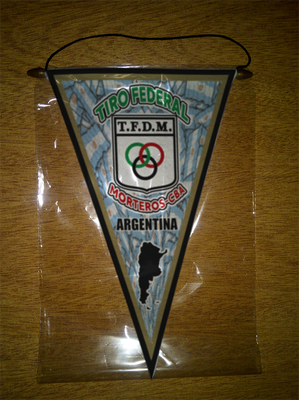 TIRO FEDERAL
T.F.D.M.
MORTEROS-CBA
ARGENTINA